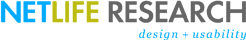 NETLIFE RESEARCH
design + usability